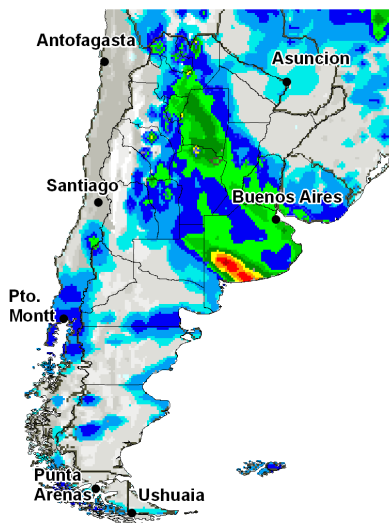 Antofagasta
Asuncion
Santiago
Buenos Aires
Pto.
Montt
Punta
Arenas
Ushuaia